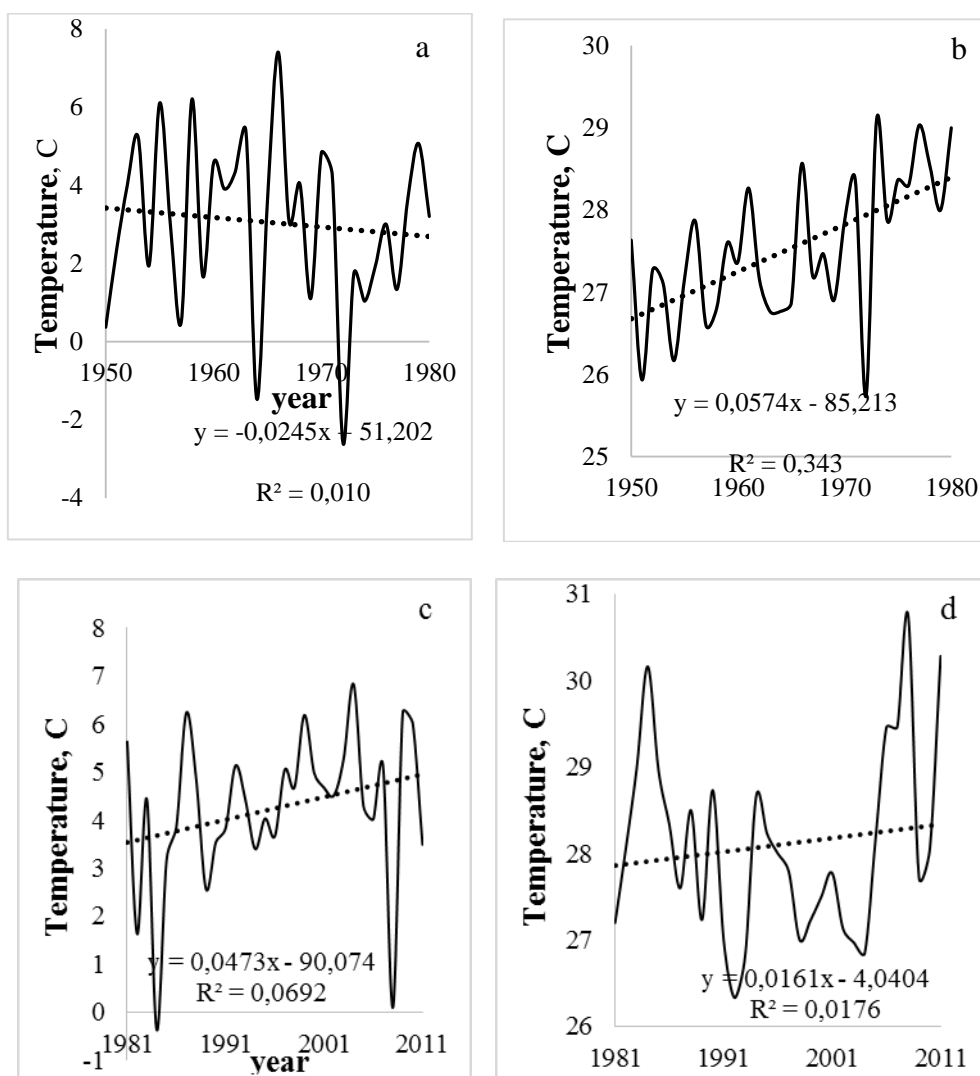 a
8
6
4
2
0
-2
-4
Temperature, C
1950 1960 1970 1980
year
y = -0,0245x + 51,202
R² = 0,010
b
30
29
28
27
26
25
Temperature, C
y = 0,0574x - 85,213
R² = 0,343
1950 1960 1970 1980
c
8
7
6
5
4
3
2
1
0
-1
Temperature, C
y = 0,0473x - 90,074
R² = 0,0692
1981 1991 2001 2011
year
d
31
30
29
28
27
26
Temperature, C
y = 0,0161x - 4,0404
R² = 0,0176
1981 1991 2001 2011